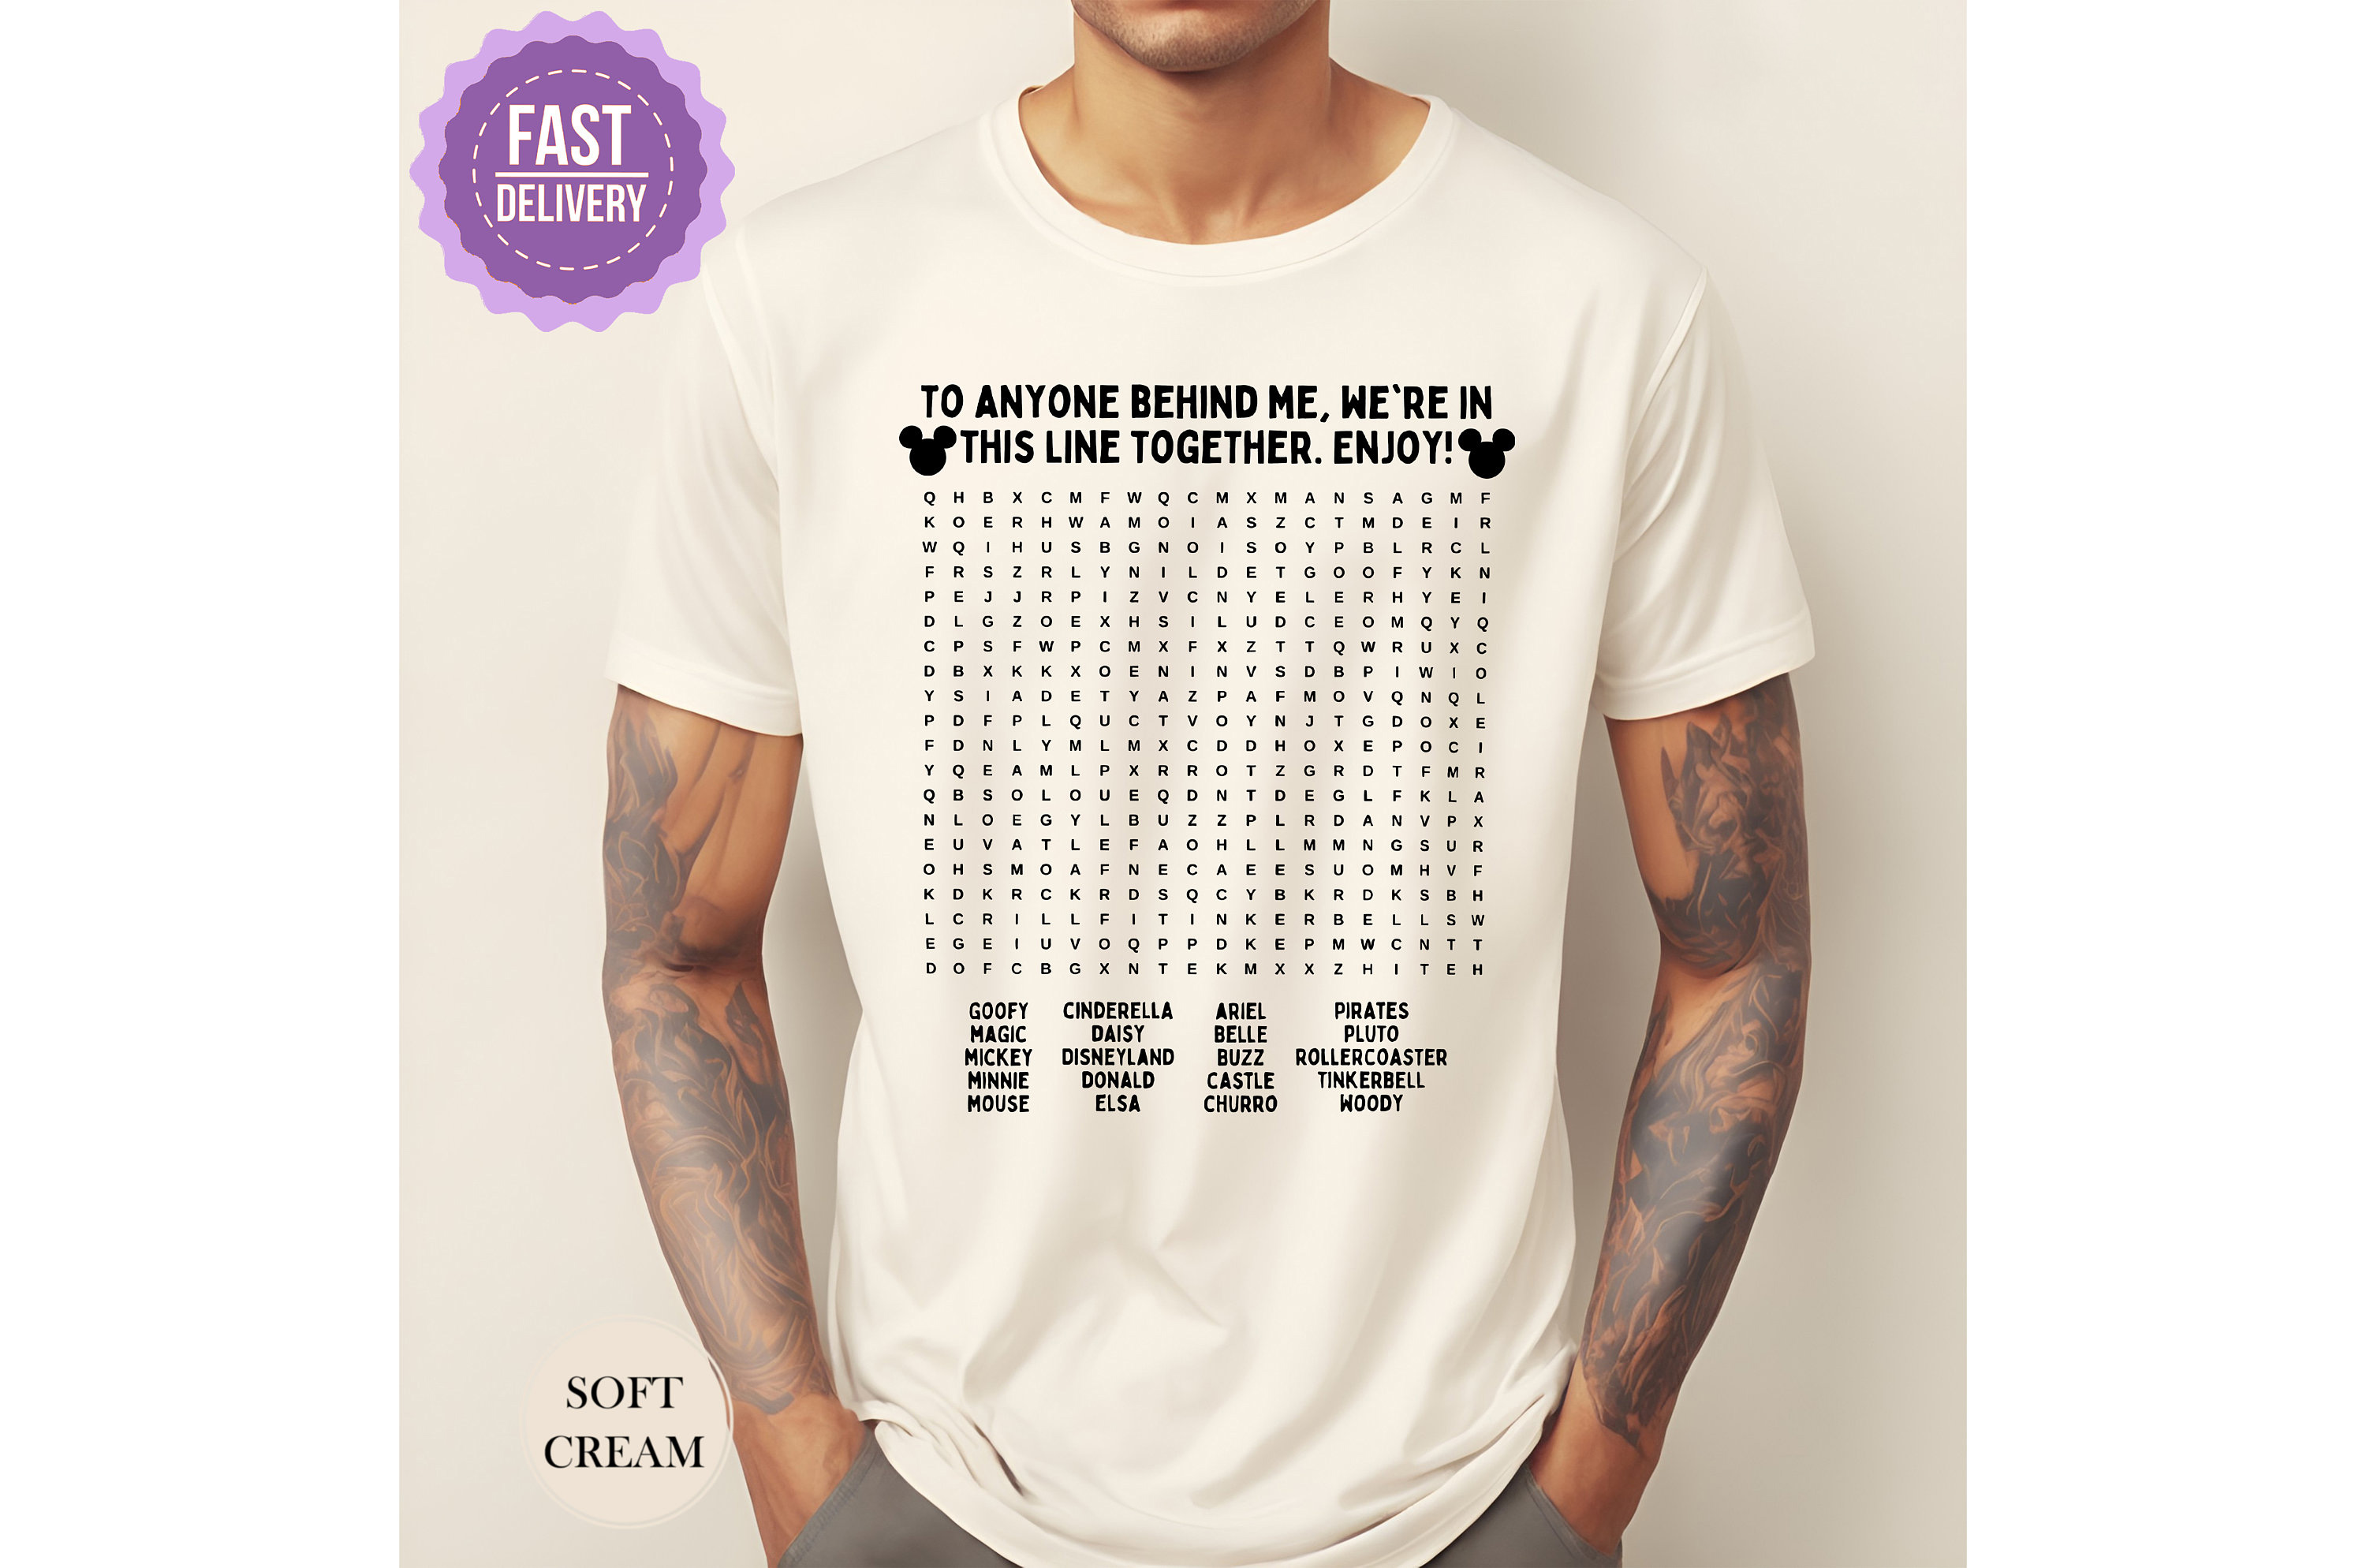 FAST
DELIVERY
TO ANYONE BEHIND ME, WE`RE IN
THIS LINE TOGETHER. ENJOY!
Q H B X C M F W Q C M X M A N S A G M F
K O E R H W A M O I A S Z C T M D E I R
W Q I H U S B G N O I S O Y P B L R C L
F R S Z R L Y N I L D E T G O O F Y K N
P E J J R P I Z V C N Y E L E R H Y E I
D L G Z O E X H S I L U D C E O M Q Y Q
C P S F W P C M X F X Z T T Q W R U X C
D B X K K X O E N I N V S D B P I W I O
Y S I A D E T Y A Z P A F M O V Q N Q L
P D F P L Q U C T V O Y N J T G D O X E
F D N L Y M L M X C D D H O X E P O C I
Y Q E A M L P X R R O T Z G R D T F M R
Q B S O L O U E Q D N T D E G L F K L A
N L O E G Y L B U Z Z P L R D A N V P X
E U V A T L E F A O H L L M M N G S U R
O H S M O A F N E C A E E S U O M H V F
K D K R C K R D S Q C Y B K R D K S B H
L C R I L L F I T I N K E R B E L L S W
E G E I U V O Q P P D K E P M W C N T T
D O F C B G X N T E K M X X Z H I T E H
GOOFY CINDERELLA ARIEL PIRATES
MAGIC DAISY BELLE PLUTO
MICKEY DISNEYLAND BUZZ ROLLERCOASTER
MINNIE DONALD CASTLE TINKERBELL
MOUSE ELSA CHURRO WOODY
SOFT
CREAM